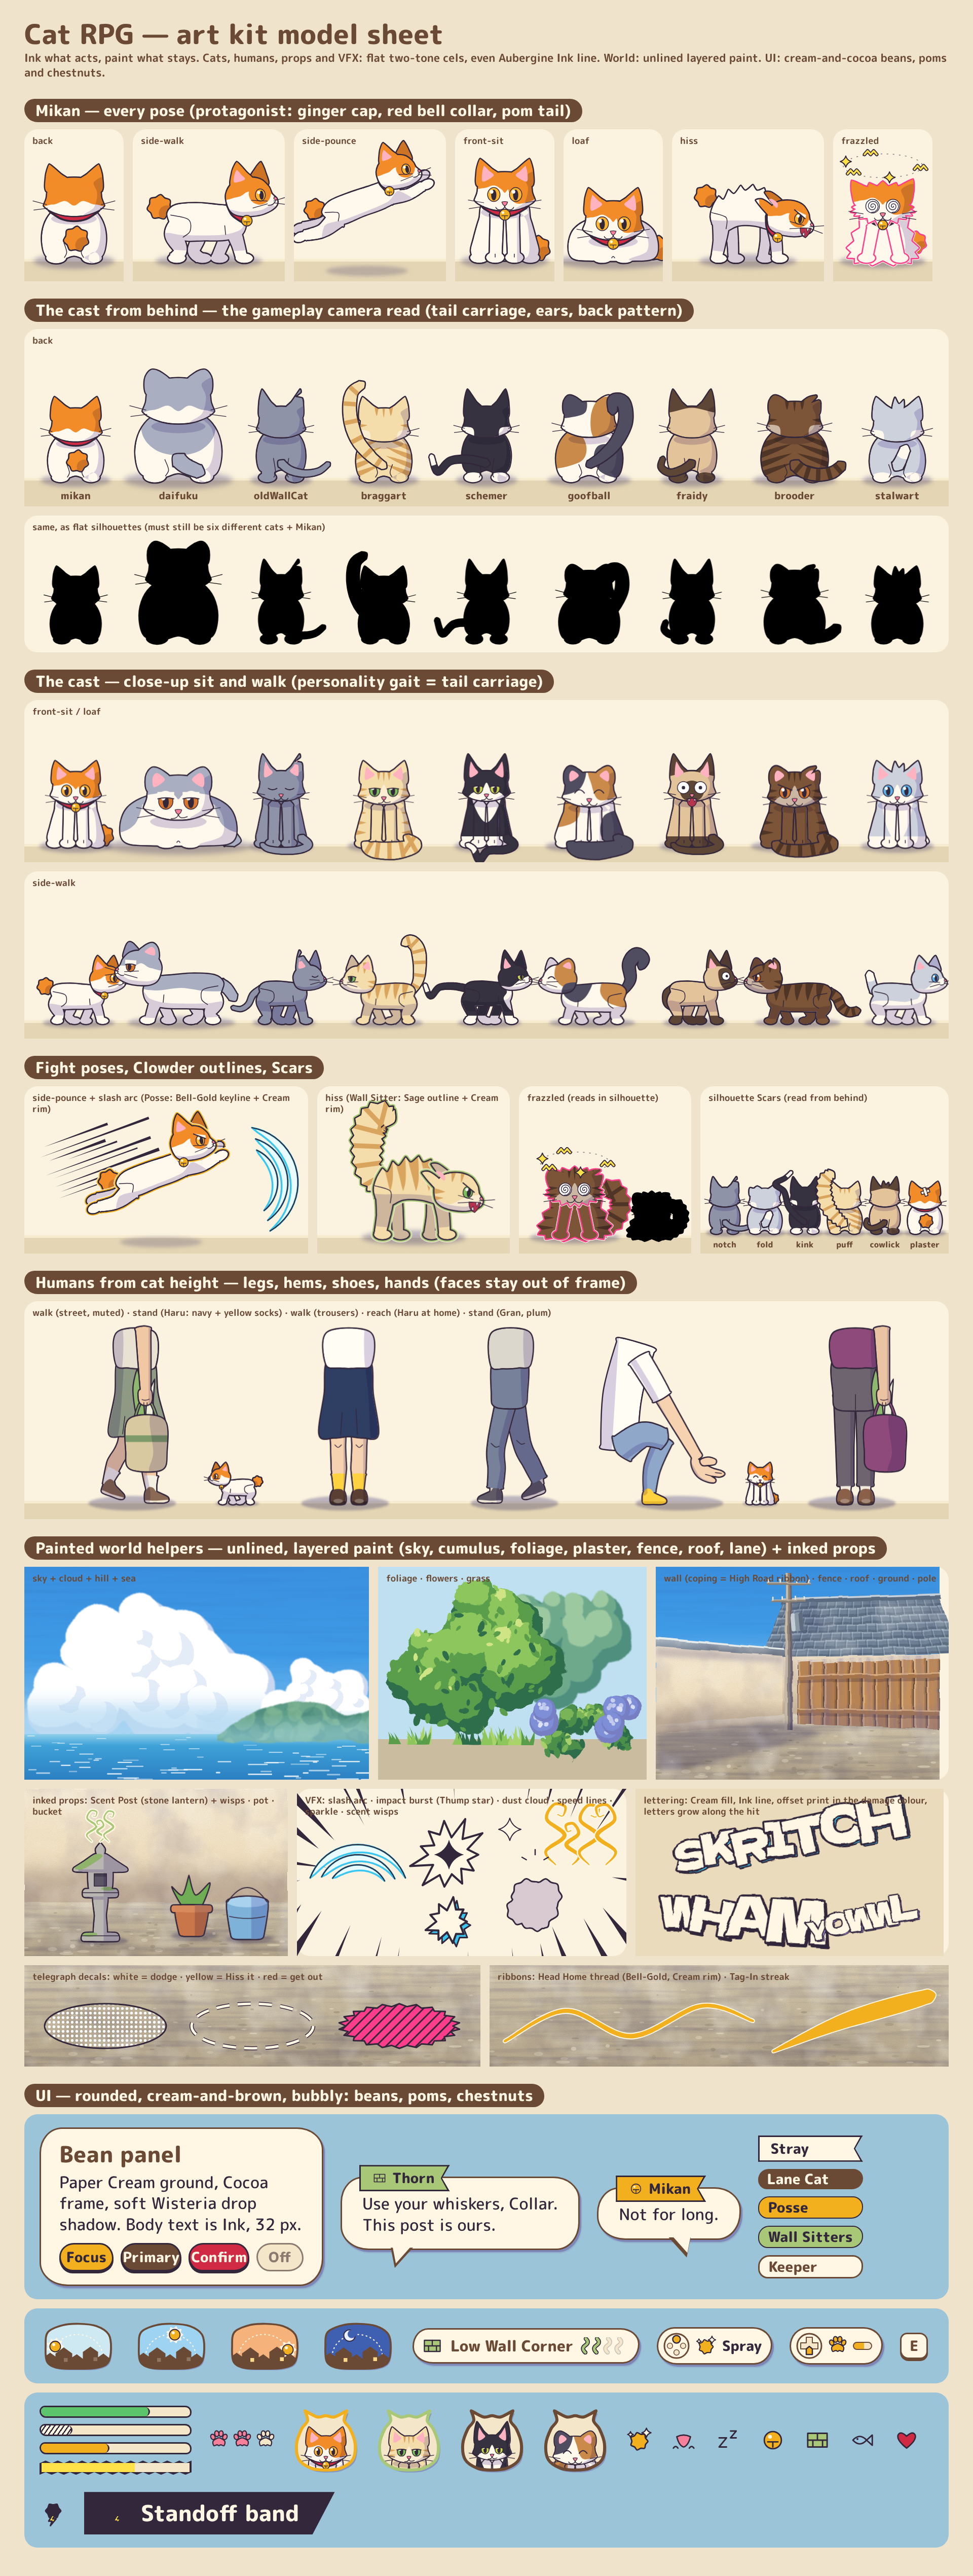 Cat RPG — art kit model sheet
Ink what acts, paint what stays. Cats, humans, props and VFX: flat two-tone cels, even Aubergine Ink line. World: unlined layered paint. UI: cream-and-cocoa beans, poms
and chestnuts.
Mikan — every pose (protagonist: ginger cap, red bell collar, pom tail)
back
side-walk
side-pounce
front-sit
loaf
hiss
frazzled
The cast from behind — the gameplay camera read (tail carriage, ears, back pattern)
back
mikan
daifuku
oldWallCat
braggart
schemer
goofball
fraidy
brooder
stalwart
same, as flat silhouettes (must still be six different cats + Mikan)
The cast — close-up sit and walk (personality gait = tail carriage)
front-sit / loaf
side-walk
Fight poses, Clowder outlines, Scars
side-pounce + slash arc (Posse: Bell-Gold keyline + Cream
rim)
hiss (Wall Sitter: Sage outline + Cream
rim)
frazzled (reads in silhouette)
silhouette Scars (read from behind)
notch
fold
kink
puff
cowlick
plaster
Humans from cat height — legs, hems, shoes, hands (faces stay out of frame)
walk (street, muted) · stand (Haru: navy + yellow socks) · walk (trousers) · reach (Haru at home) · stand (Gran, plum)
Painted world helpers — unlined, layered paint (sky, cumulus, foliage, plaster, fence, roof, lane) + inked props
sky + cloud + hill + sea
foliage · flowers · grass
wall (coping = High Road ribbon) · fence · roof · ground · pole
inked props: Scent Post (stone lantern) + wisps · pot ·
bucket
VFX: slash arc · impact burst (Thump star) · dust cloud · speed lines ·
sparkle · scent wisps
lettering: Cream fill, Ink line, offset print in the damage colour,
letters grow along the hit
SKRITCH
WHAM
YOWWL
telegraph decals: white = dodge · yellow = Hiss it · red = get out
ribbons: Head Home thread (Bell-Gold, Cream rim) · Tag-In streak
UI — rounded, cream-and-brown, bubbly: beans, poms, chestnuts
Bean panel
Paper Cream ground, Cocoa
frame, soft Wisteria drop
shadow. Body text is Ink, 32 px.
Focus
Primary
Confirm
Off
Thorn
Use your whiskers, Collar.
This post is ours.
Mikan
Not for long.
Stray
Lane Cat
Posse
Wall Sitters
Keeper
Low Wall Corner
Spray
E
z z
Standoff band